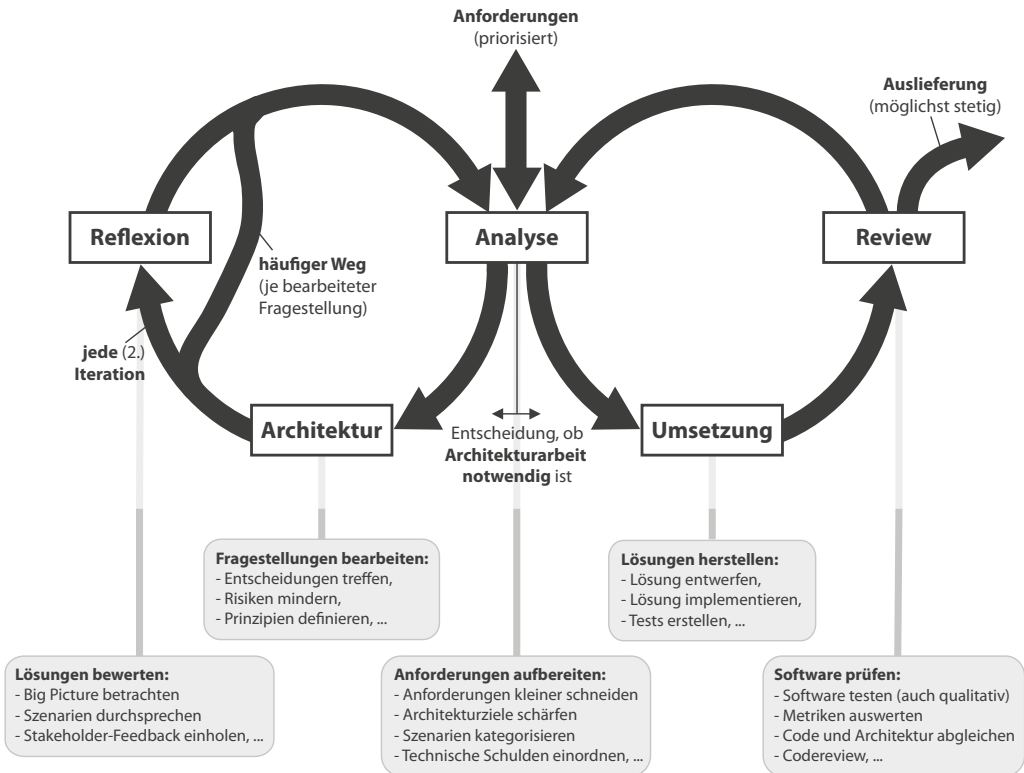 Anforderungen
(priorisiert)
Auslieferung
(möglichst stetig)
Reflexion
Analyse
Review
häufiger Weg
(je bearbeiteter
Fragestellung)
jede (2.)
Iteration
Architektur
Umsetzung
Entscheidung, ob
Architekturarbeit
notwendig ist
Fragestellungen bearbeiten:
- Entscheidungen treffen,
- Risiken mindern,
- Prinzipien definieren, ...
Lösungen herstellen:
- Lösung entwerfen,
- Lösung implementieren,
- Tests erstellen, ...
Lösungen bewerten:
- Big Picture betrachten
- Szenarien durchsprechen
- Stakeholder-Feedback einholen, ...
Anforderungen aufbereiten:
- Anforderungen kleiner schneiden
- Architekturziele schärfen
- Szenarien kategorisieren
- Technische Schulden einordnen, ...
Software prüfen:
- Software testen (auch qualitativ)
- Metriken auswerten
- Code und Architektur abgleichen
- Codereview, ...